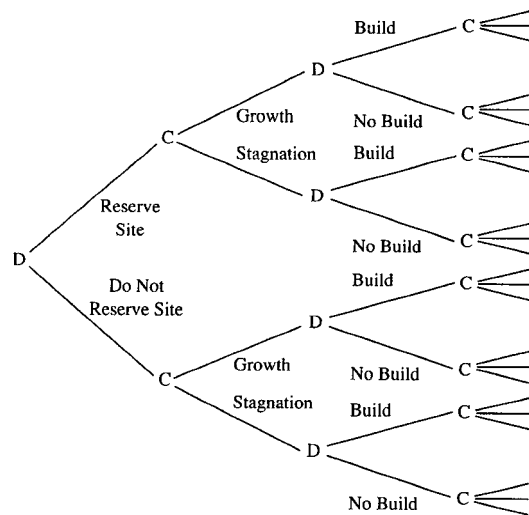 Build
C
D
Growth
No Build
C
C
Stagnation
Build
C
D
Reserve
Site
No Build
C
D
Do Not
Reserve Site
Build
C
D
Growth
No Build
C
C
Stagnation
Build
C
D
No Build
C